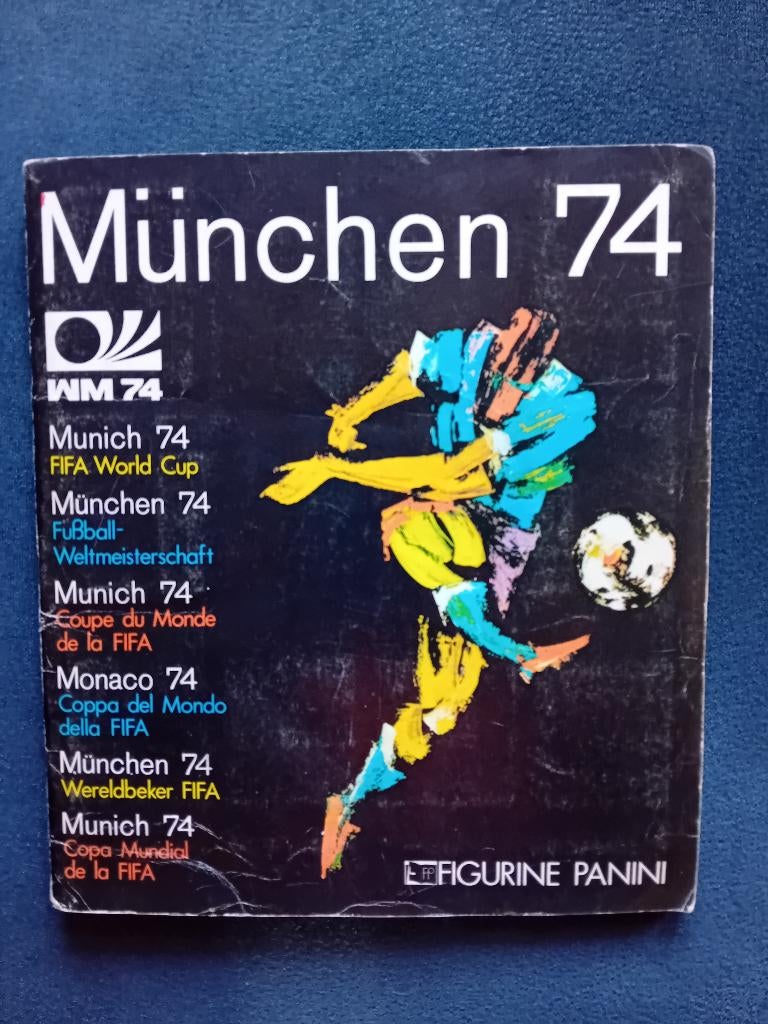 München 74
WM 74
Munich 74
FIFA World Cup
München 74
Fußball-
Weltmeisterschaft
Munich 74
Coupe du Monde
de la FIFA
Monaco 74
Coppa del Mondo
della FIFA
München 74
Wereldbeker FIFA
Munich 74
Copa Mundial
de la FIFA
FIGURINE PANINI